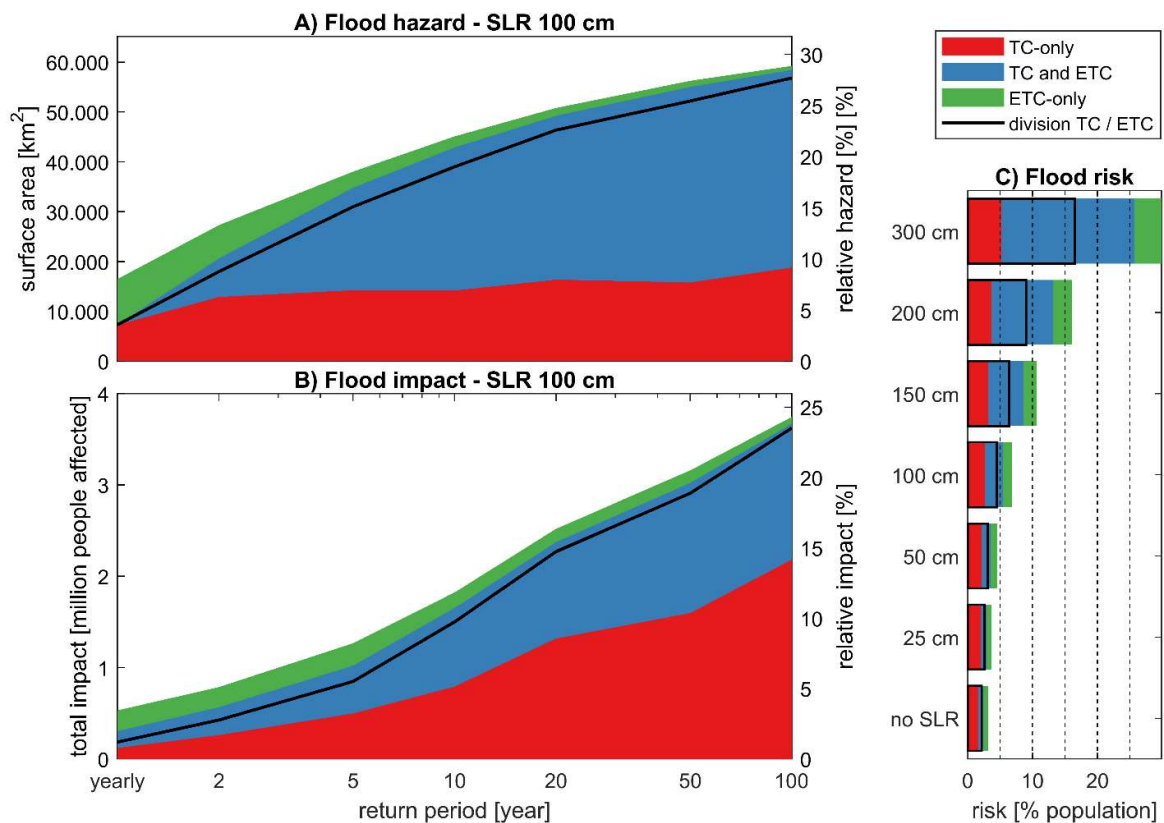 A) Flood hazard - SLR 100 cm
surface area [km²]
60.000
50.000
40.000
30.000
20.000
10.000
0
relative hazard [%] [%]
30
25
20
15
10
5
0
B) Flood impact - SLR 100 cm
total impact [million people affected]
4
3
2
1
0
relative impact [%]
25
20
15
10
5
0
yearly 2 5 10 20 50 100
return period [year]
TC-only
TC and ETC
ETC-only
division TC / ETC
C) Flood risk
300 cm
200 cm
150 cm
100 cm
50 cm
25 cm
no SLR
0 10 20
risk [% population]